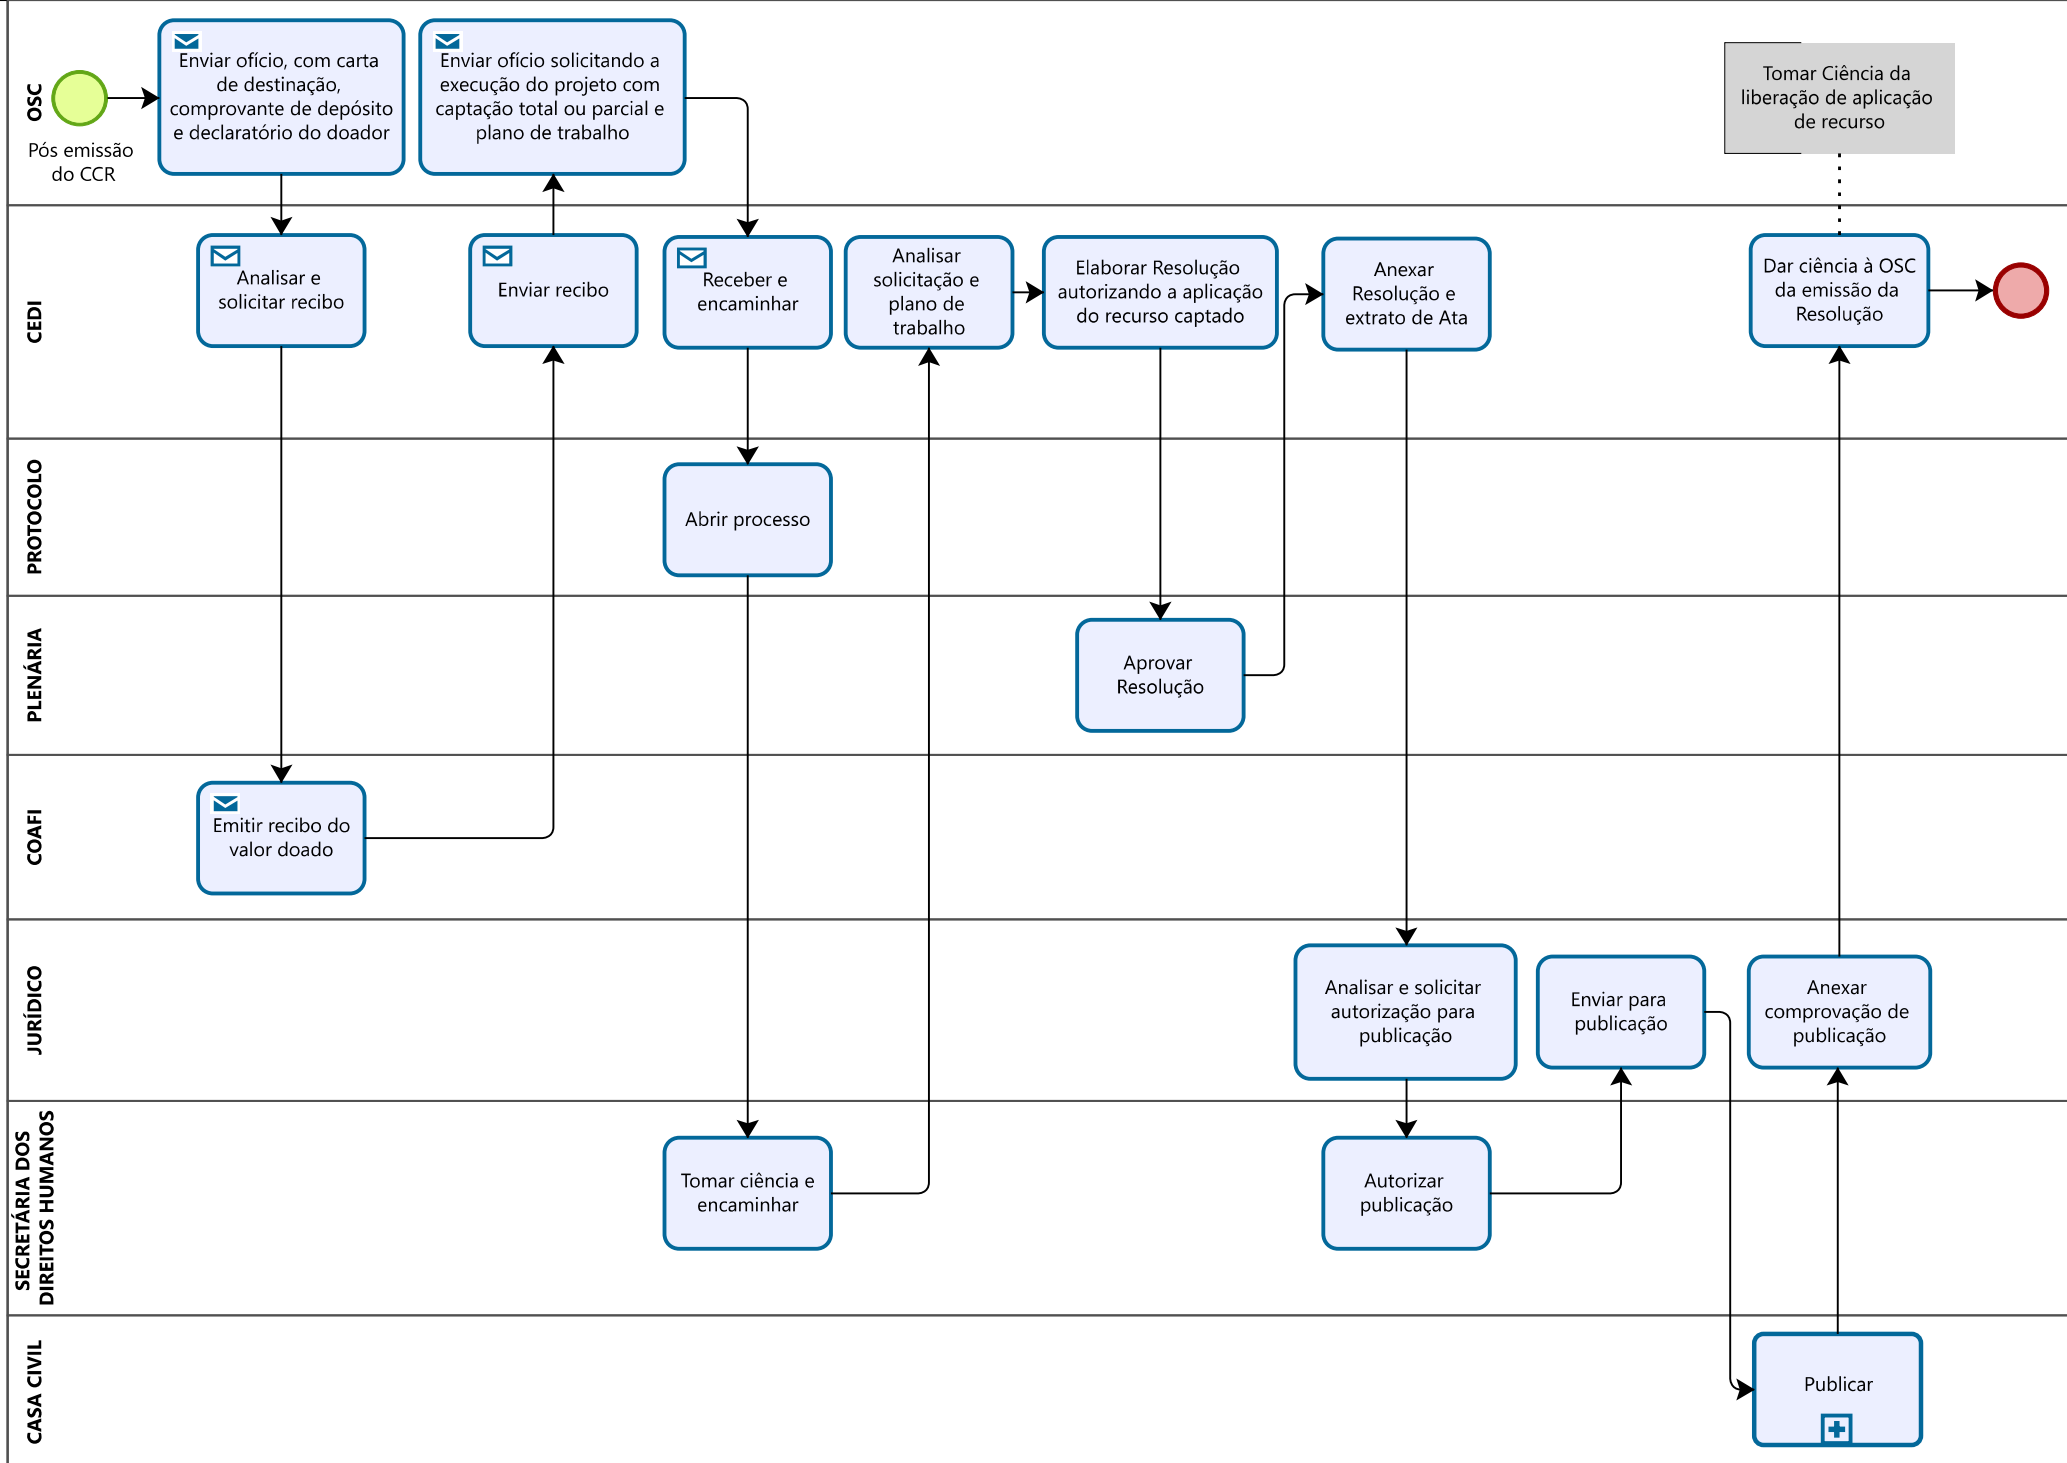 OSC
Pós emissão
do CCR
Enviar ofício, com carta
de destinação,
comprovante de depósito
e declaratório do doador
Enviar ofício solicitando a
execução do projeto com
captação total ou parcial e
plano de trabalho
Tomar Ciência da
liberação de aplicação
de recurso
CEDI
Analisar e
solicitar recibo
Enviar recibo
Receber e
encaminhar
Analisar
solicitação e
plano de
trabalho
Elaborar Resolução
autorizando a aplicação
do recurso captado
Anexar
Resolução e
extrato de Ata
Dar ciência à OSC
da emissão da
Resolução
PROTOCOLO
Abrir processo
PLENÁRIA
Aprovar
Resolução
COAFI
Emitir recibo do
valor doado
JURÍDICO
Analisar e solicitar
autorização para
publicação
Enviar para
publicação
Anexar
comprovação de
publicação
SECRETÁRIA DOS
DIREITOS HUMANOS
Tomar ciência e
encaminhar
Autorizar
publicação
CASA CIVIL
Publicar